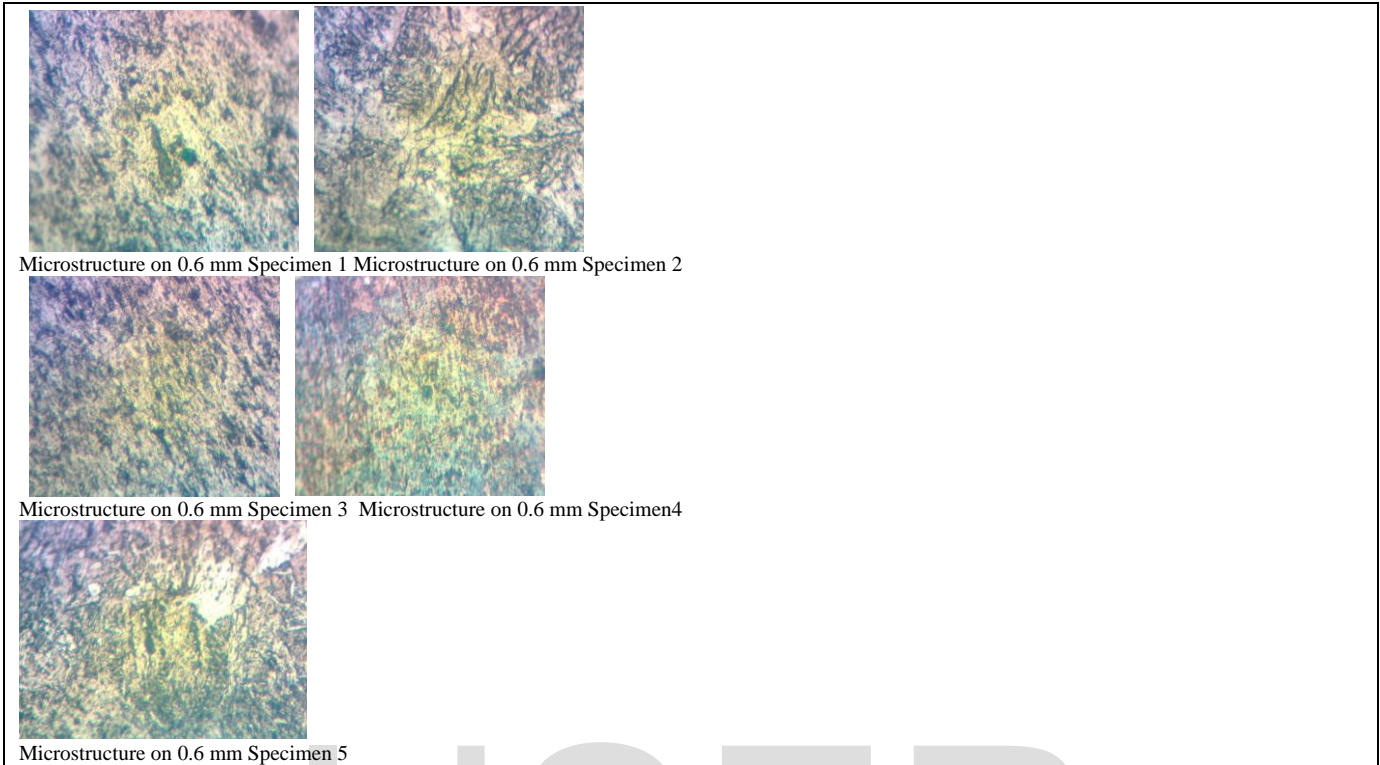 Microstructure on 0.6 mm Specimen 1 Microstructure on 0.6 mm Specimen 2
Microstructure on 0.6 mm Specimen 3 Microstructure on 0.6 mm Specimen4
Microstructure on 0.6 mm Specimen 5